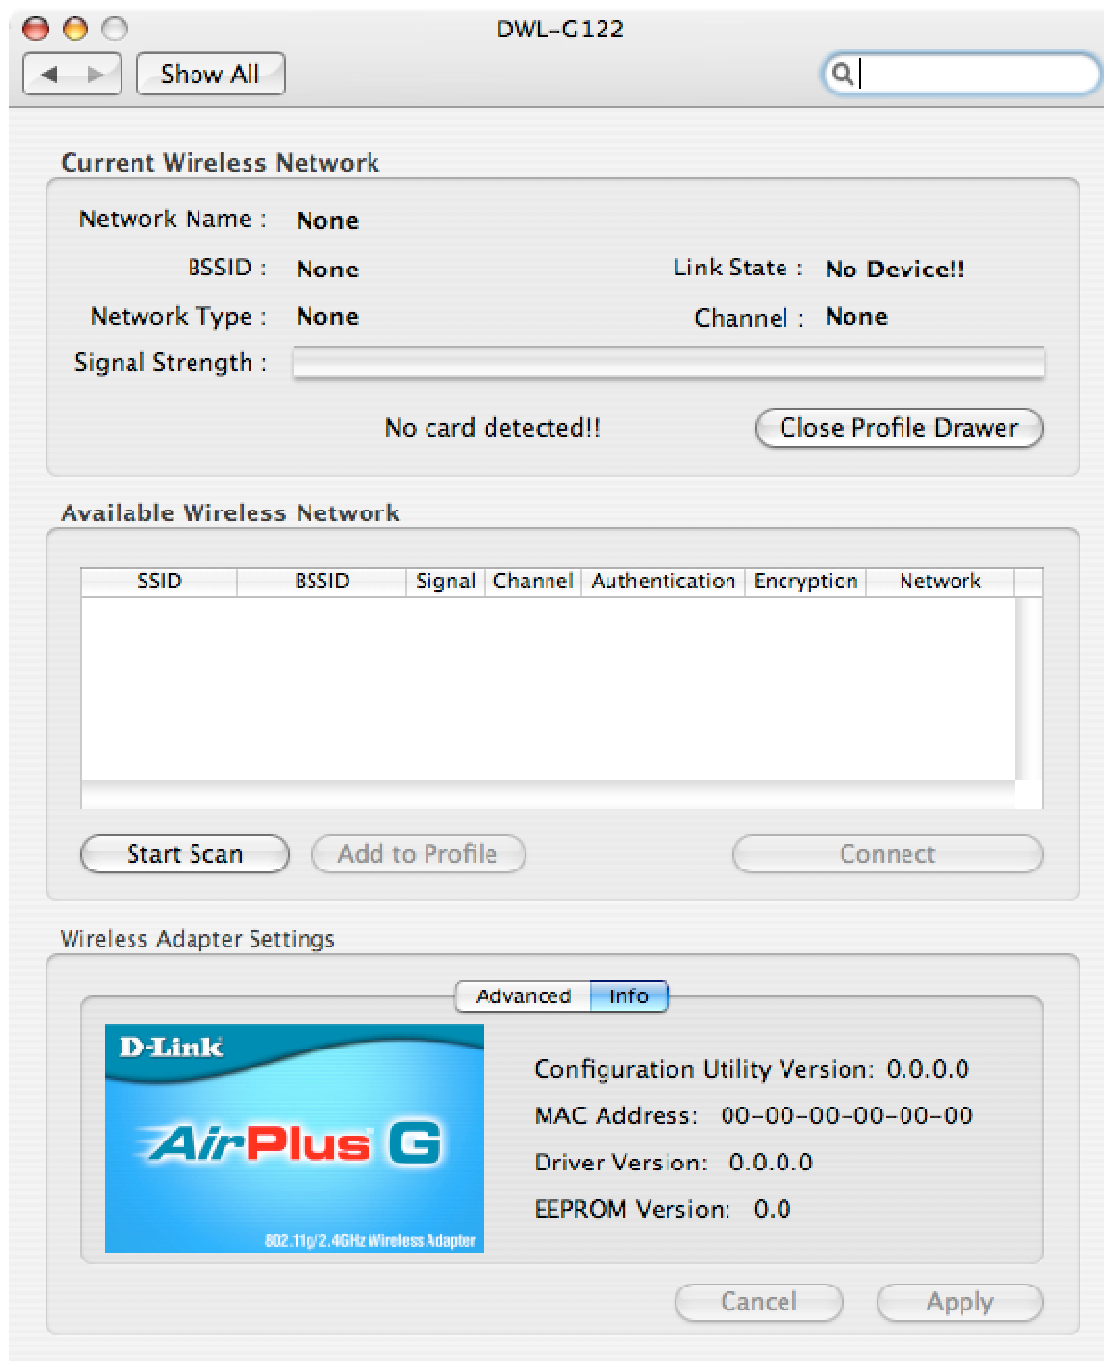 DWL-G122
Show All
Current Wireless Network
Network Name : None
BSSID : None Link State : No Device!!
Network Type : None Channel : None
Signal Strength :
No card detected!! Close Profile Drawer
Available Wireless Network
SSID BSSID Signal Channel Authentication Encryption Network
Start Scan Add to Profile Connect
Wireless Adapter Settings
Advanced Info
D-Link
AirPlus G
802.11g/2.4GHz Wireless Adapter
Configuration Utility Version: 0.0.0.0
MAC Address: 00-00-00-00-00-00
Driver Version: 0.0.0.0
EEPROM Version: 0.0
Cancel Apply